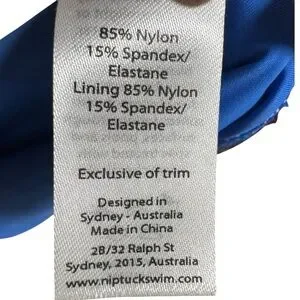 85% Nylon
15% Spandex/
Elastane
Lining 85% Nylon
15% Spandex/
Elastane
Exclusive of trim
Designed in
Sydney - Australia
Made in China
2B/32 Ralph St
Sydney, 2015, Australia
www.niptuckswim.com